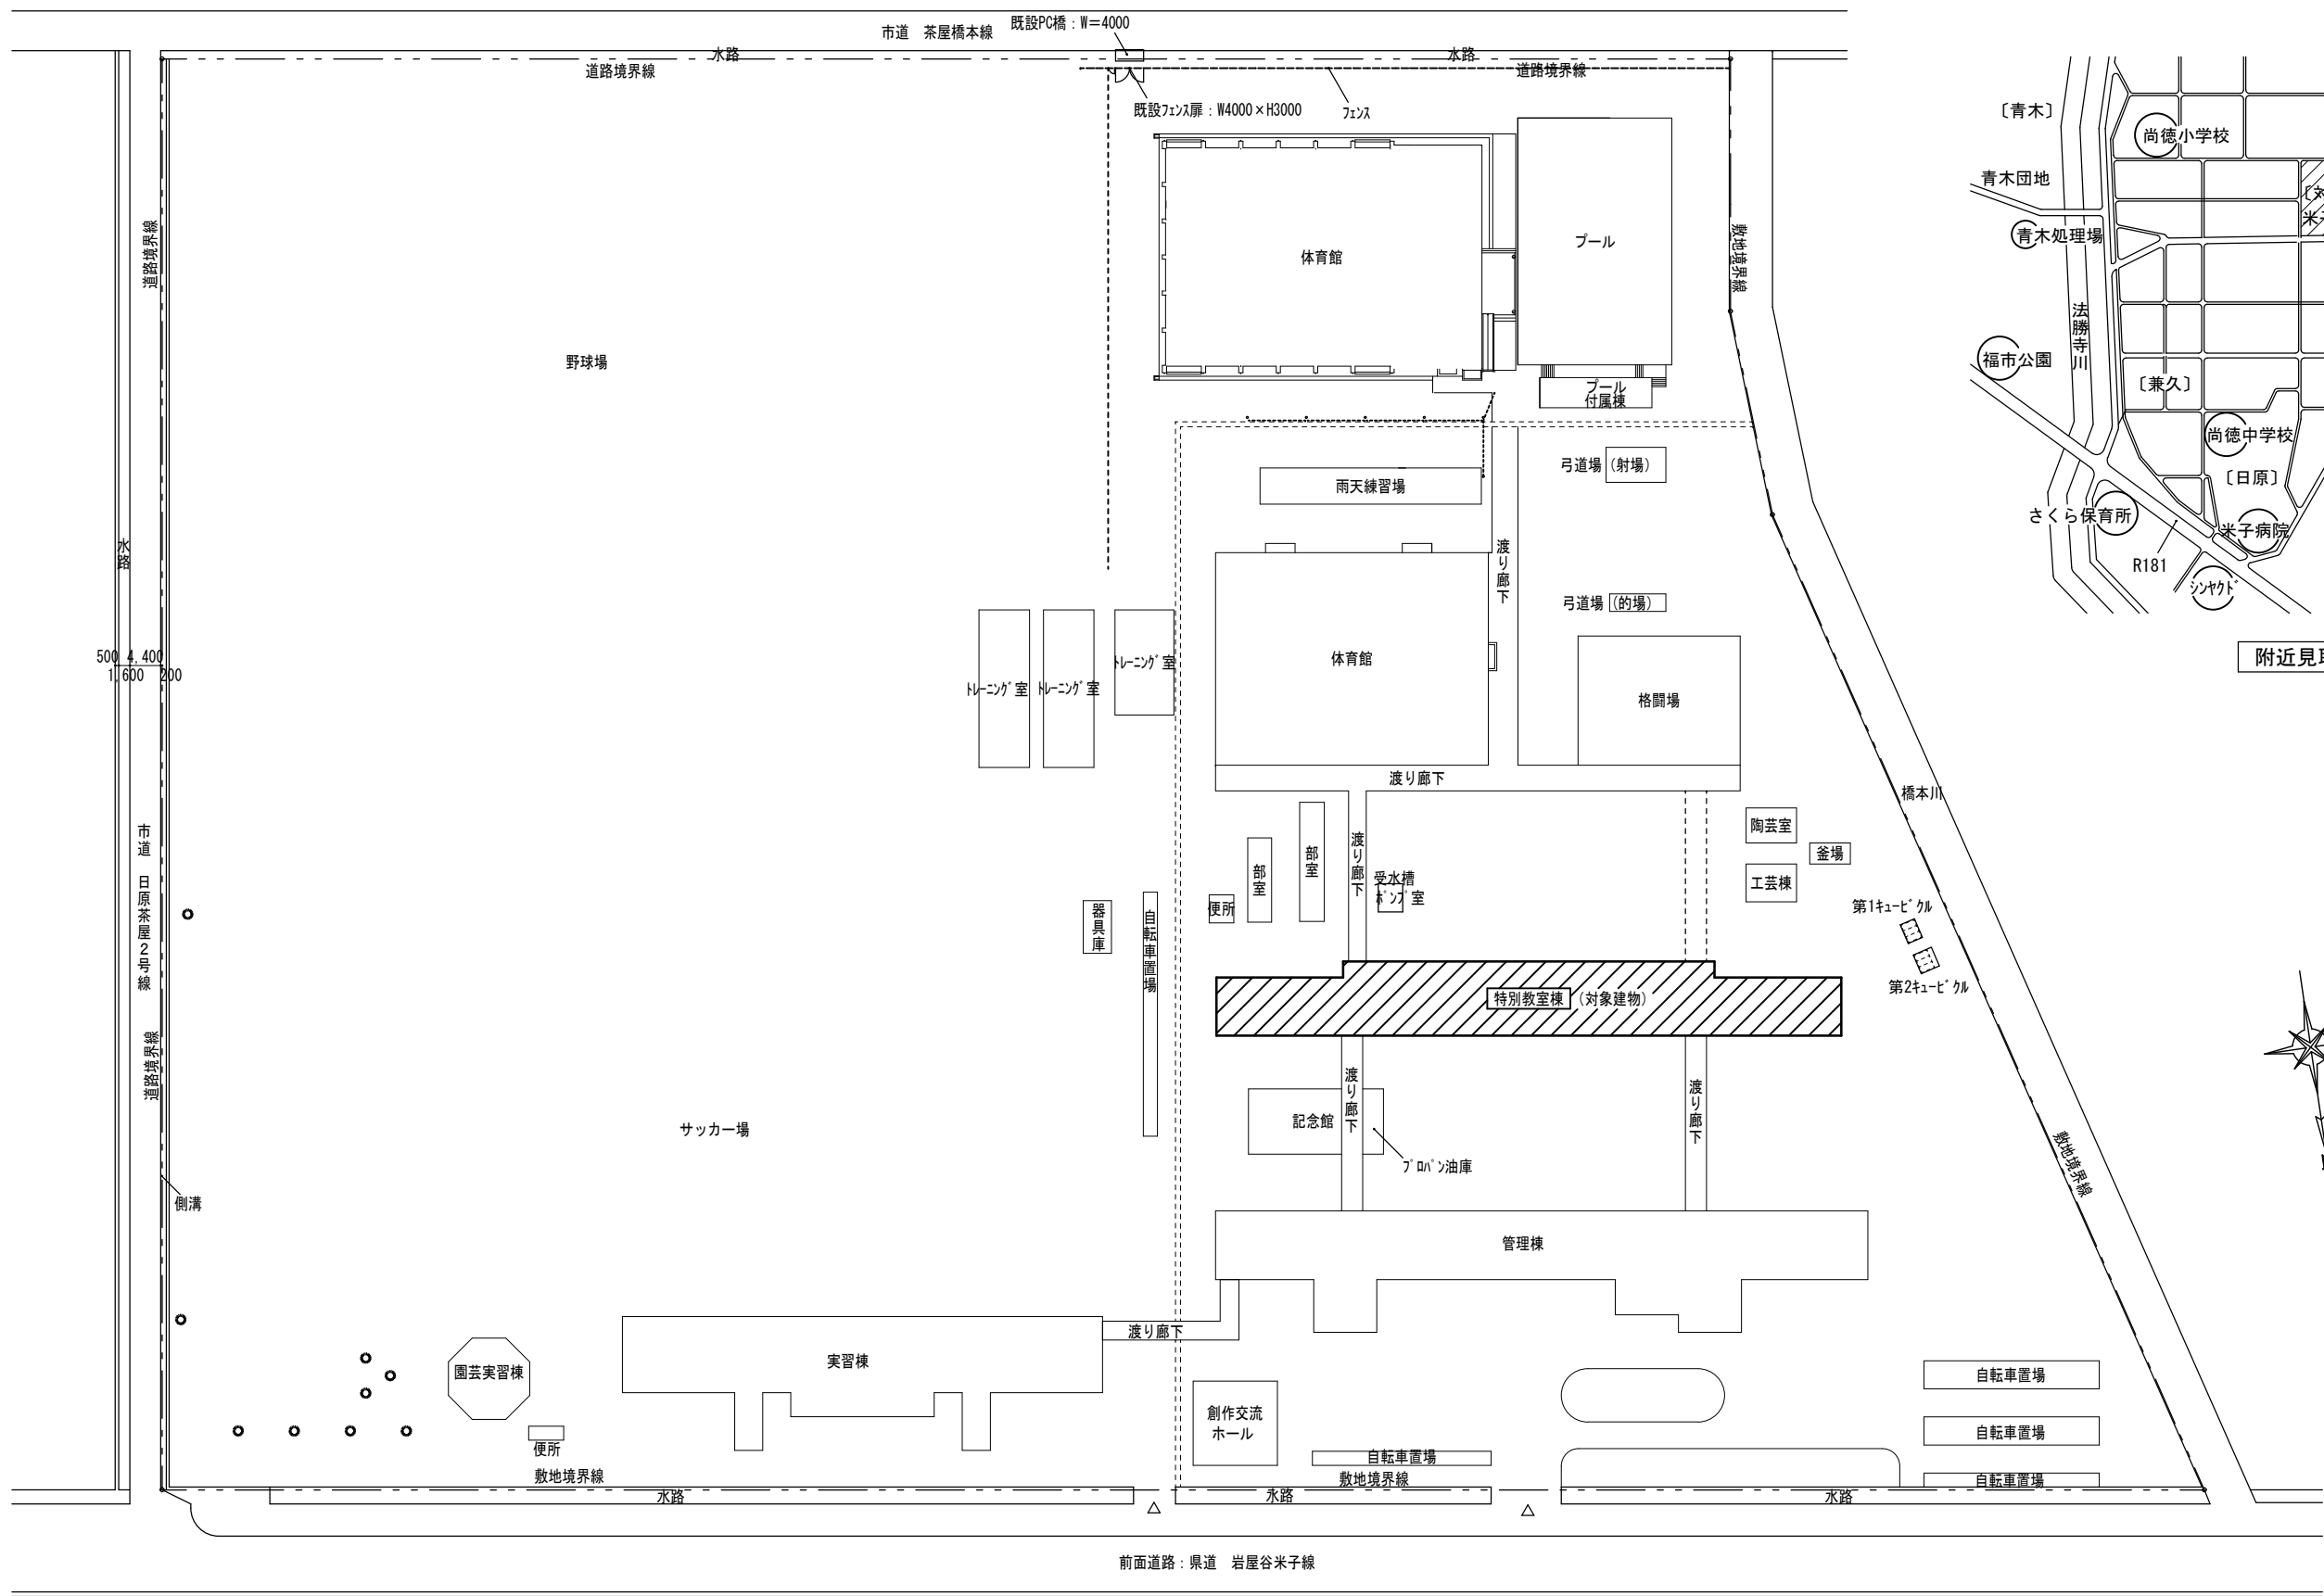 市道　茶屋橋本線
既設PC橋：W＝4000
水路
水路
道路境界線
道路境界線
既設ﾌｪﾝｽ扉：W4000×H3000
ﾌｪﾝｽ
道路境界線
敷地境界線
体育館
プール
野球場
プール
付属棟
弓道場（射場）
雨天練習場
水路
渡り廊下
弓道場（的場）
500 4,400
1,600 200
ﾄﾚｰﾆﾝｸﾞ室
ﾄﾚｰﾆﾝｸﾞ室
ﾄﾚｰﾆﾝｸﾞ室
体育館
格闘場
渡り廊下
橋本川
市道　日原茶屋２号線
渡り廊下
部室
部室
受水槽
ﾎﾟﾝﾌﾟ室
陶芸室
釜場
工芸棟
便所
器具庫
自転車置場
第1ｷｭｰﾋﾞｸﾙ
第2ｷｭｰﾋﾞｸﾙ
特別教室棟（対象建物）
道路境界線
渡り廊下
渡り廊下
記念館
ﾌﾟﾛﾊﾟﾝ油庫
サッカー場
敷地境界線
側溝
管理棟
渡り廊下
実習棟
園芸実習棟
便所
創作交流
ホール
自転車置場
自転車置場
自転車置場
自転車置場
敷地境界線
敷地境界線
水路
水路
水路
前面道路：県道　岩屋谷米子線
〔青木〕
尚徳小学校
青木団地
青木処理場
法勝寺川
福市公園
〔兼久〕
尚徳中学校
〔日原〕
さくら保育所
米子病院
R181
ｼﾝﾔｸﾄﾞ
附近見